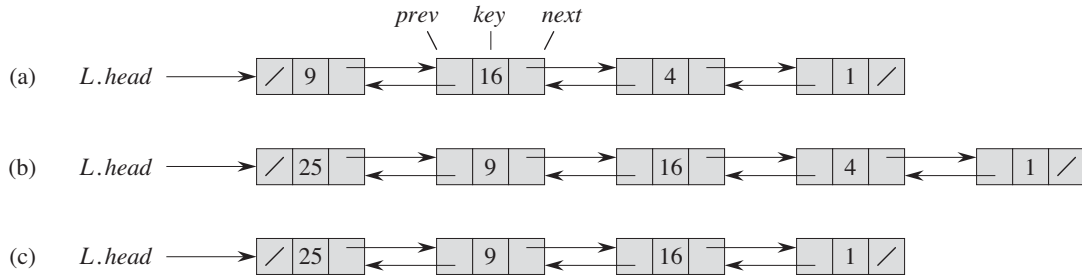 prev key next
(a) L.head / 9 16 4 1 /
(b) L.head / 25 9 16 4 1 /
(c) L.head / 25 9 16 1 /